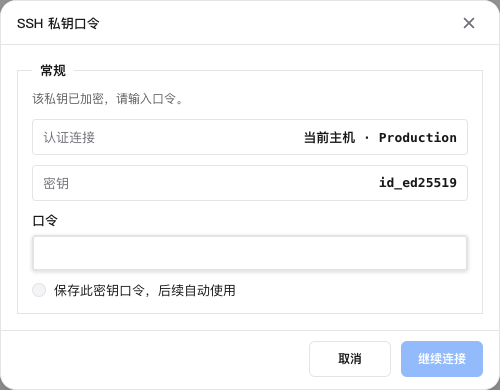 SSH 私钥口令
常规
该私钥已加密，请输入口令。
认证连接 当前主机 · Production
密钥 id_ed25519
口令
保存此密钥口令，后续自动使用
取消 继续连接